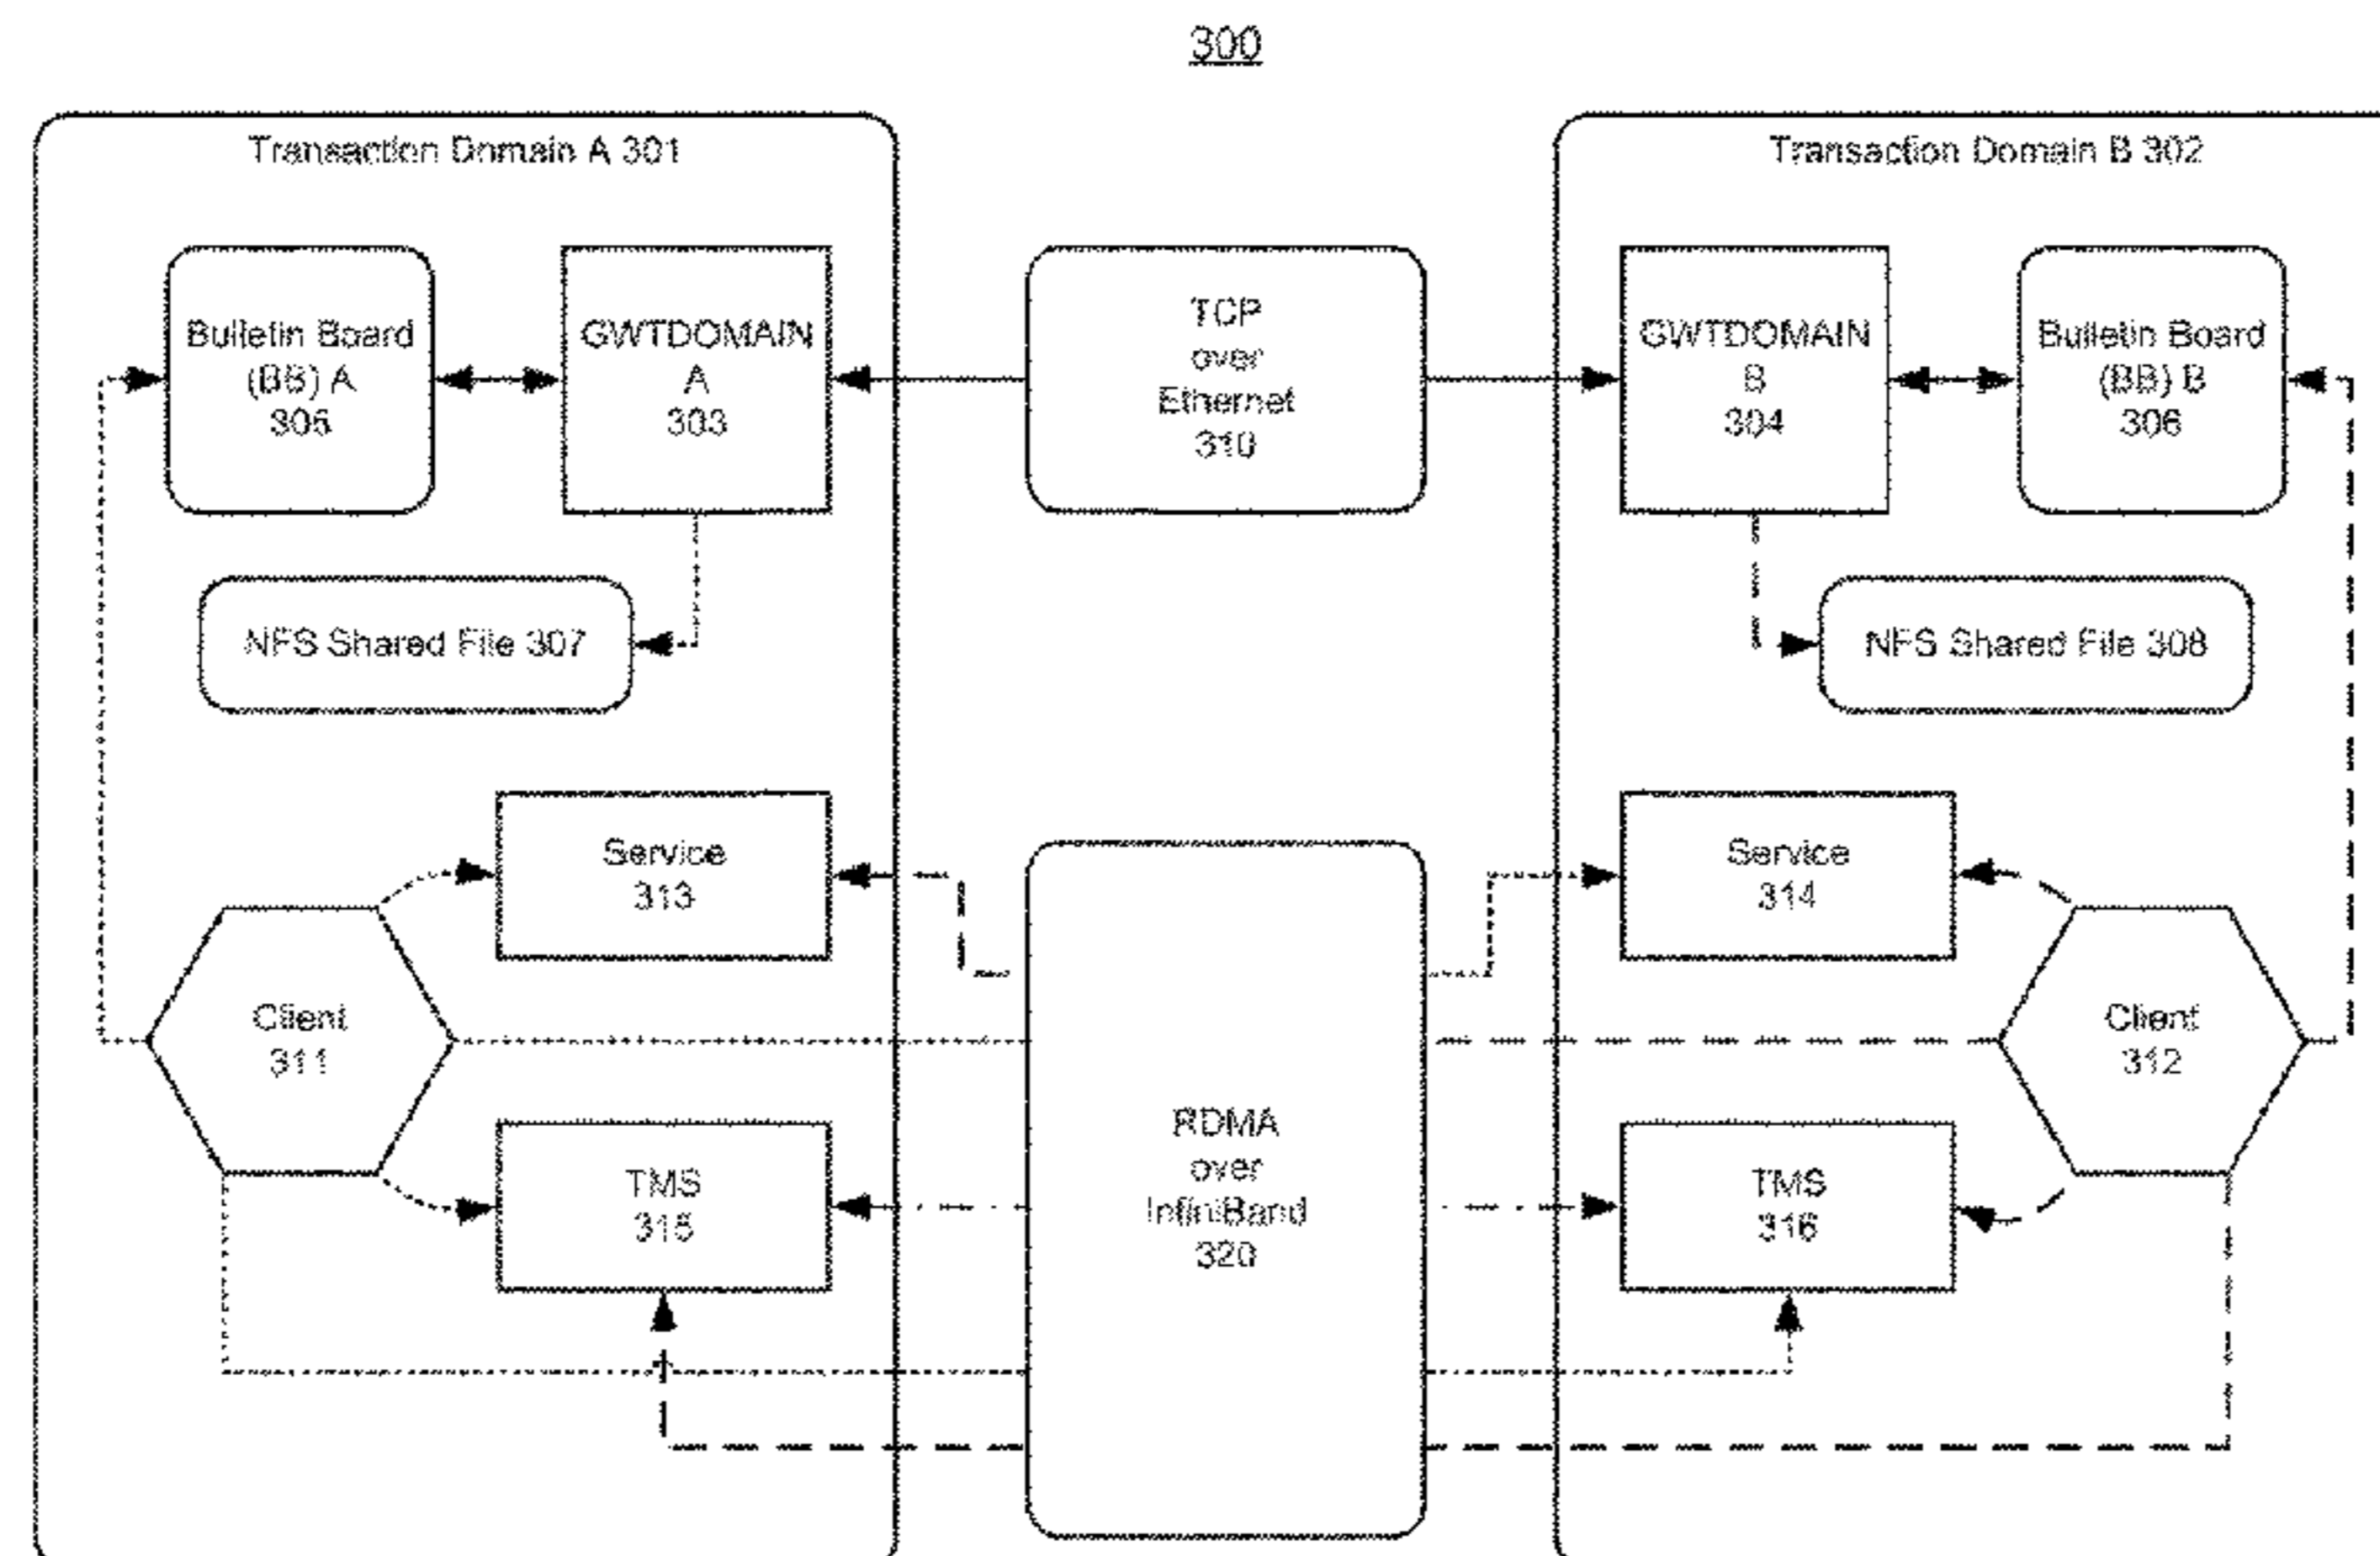 300
Transaction Domain A 301
Transaction Domain B 302
Bulletin Board
(BB) A
305
GWTDOMAIN
A
303
TCP
over
Ethernet
310
GWTDOMAIN
B
304
Bulletin Board
(BB) B
306
NFS Shared File 307
NFS Shared File 308
Service
313
Service
314
Client
311
Client
312
TMS
315
RDMA
over
InfiniBand
320
TMS
316